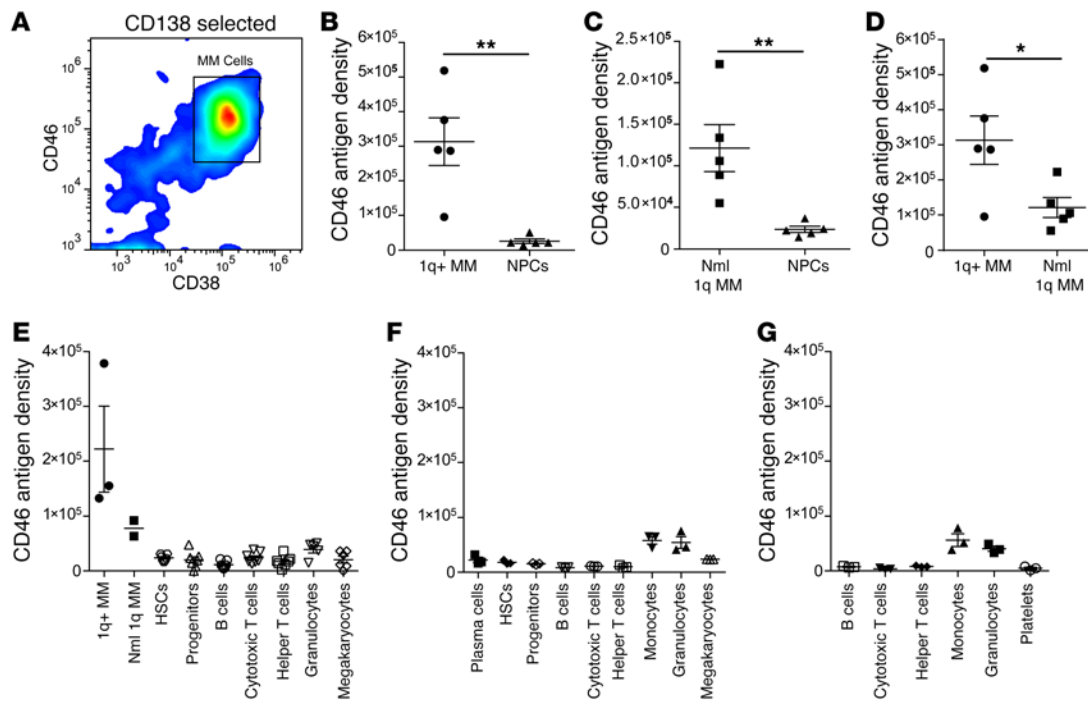 A
CD138 selected
MM Cells
CD46
10⁶
10⁵
10⁴
10³
10³
10⁴
10⁵
10⁶
CD38
B
**
CD46 antigen density
6×10⁵
5×10⁵
4×10⁵
3×10⁵
2×10⁵
1×10⁵
0
1q+ MM
NPCs
C
**
CD46 antigen density
2.5×10⁵
2.0×10⁵
1.5×10⁵
1.0×10⁵
5.0×10⁴
0
Nml
1q MM
NPCs
D
*
CD46 antigen density
6×10⁵
5×10⁵
4×10⁵
3×10⁵
2×10⁵
1×10⁵
0
1q+ MM
Nml
1q MM
E
CD46 antigen density
4×10⁵
3×10⁵
2×10⁵
1×10⁵
0
1q+ MM
Nml 1q MM
HSCs
Progenitors
B cells
Cytotoxic T cells
Helper T cells
Granulocytes
Megakaryocytes
F
CD46 antigen density
4×10⁵
3×10⁵
2×10⁵
1×10⁵
0
Plasma cells
HSCs
Progenitors
B cells
Cytotoxic T cells
Helper T cells
Monocytes
Granulocytes
Megakaryocytes
G
CD46 antigen density
4×10⁵
3×10⁵
2×10⁵
1×10⁵
0
B cells
Cytotoxic T cells
Helper T cells
Monocytes
Granulocytes
Platelets